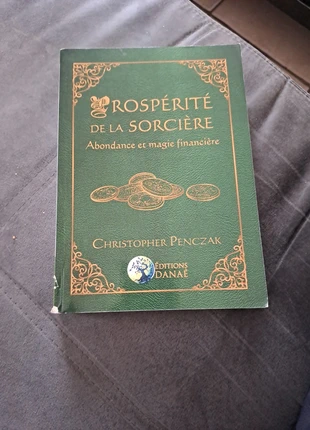 PROSPÉRITÉ
DE LA SORCIÈRE
Abondance et magie financière
CHRISTOPHER PENCZAK
ÉDITIONS
DANAÉ